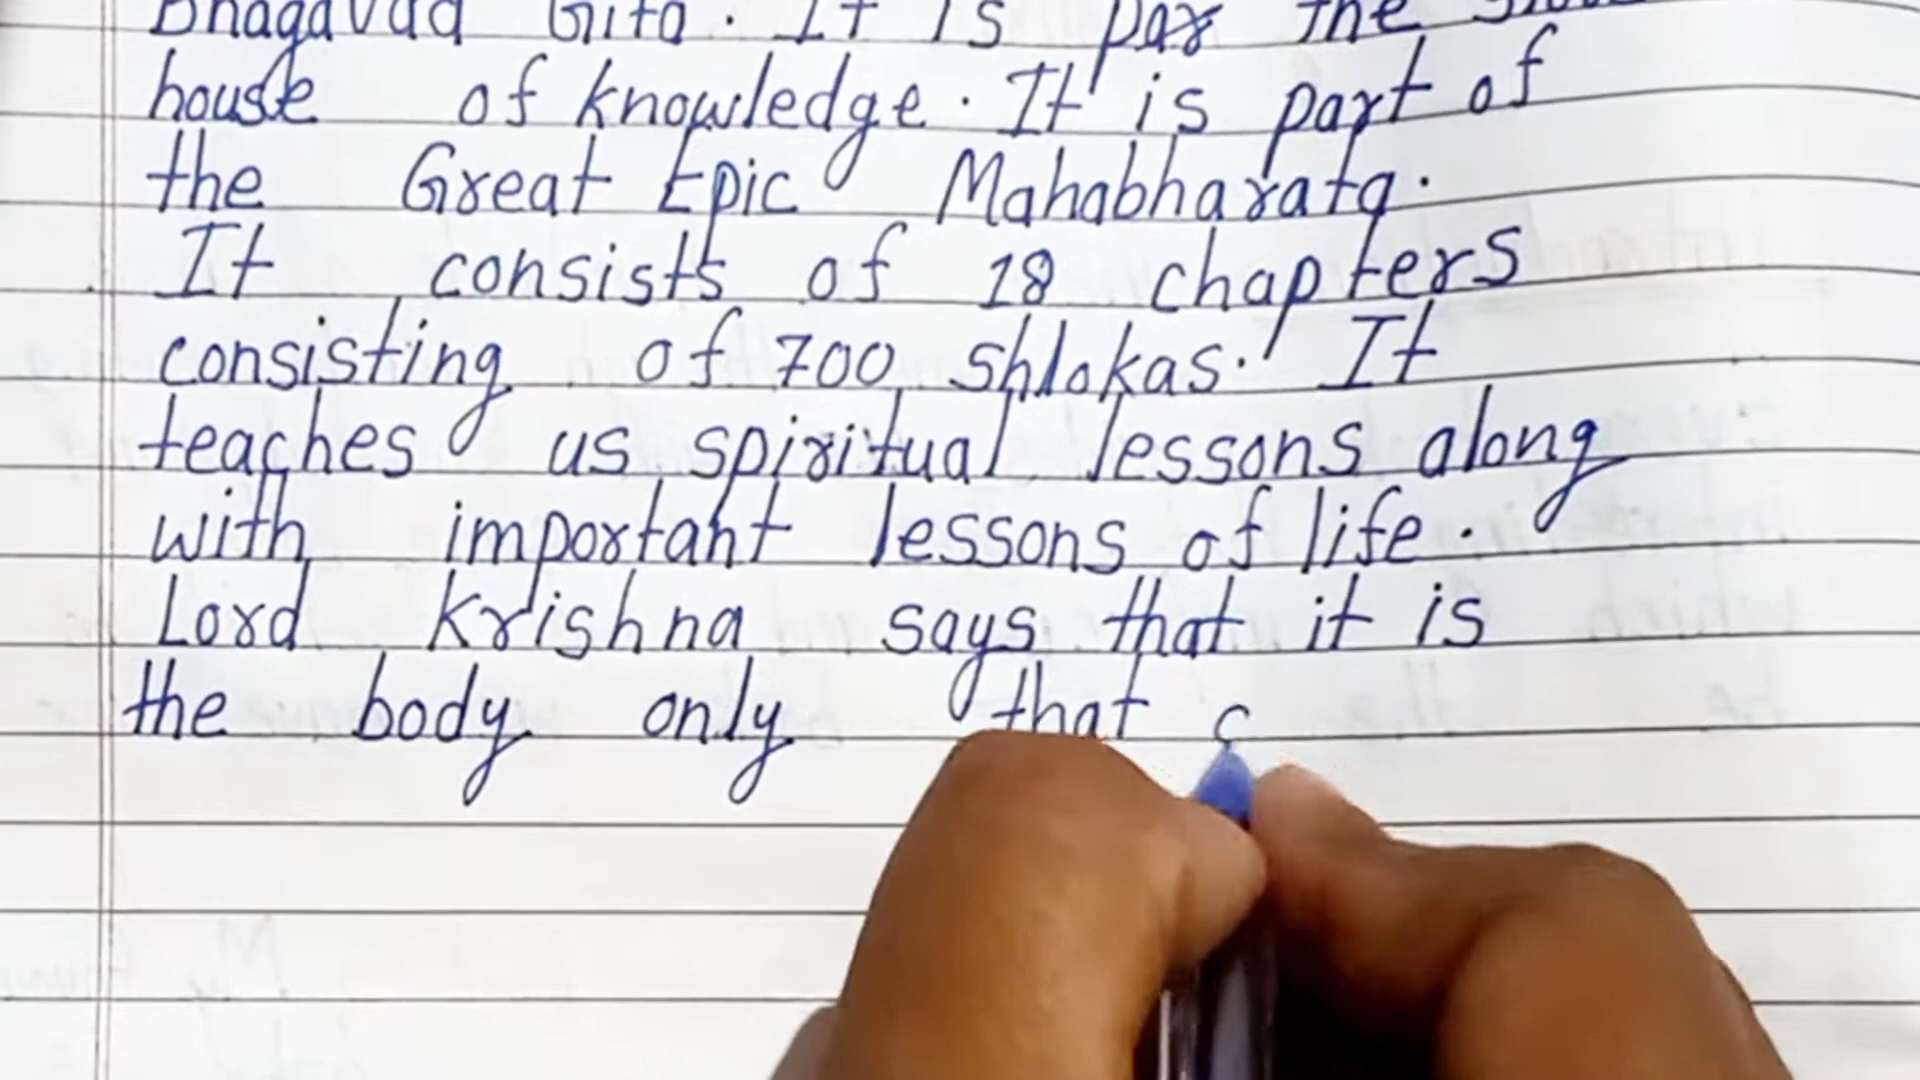 Bhagavad Gita. It is par the
house of knowledge. It is part of
the Great Epic Mahabharata.
It consists of 18 chapters
consisting of 700 shlokas. It
teaches us spiritual lessons along
with important lessons of life.
Lord Krishna says that it is
the body only that c